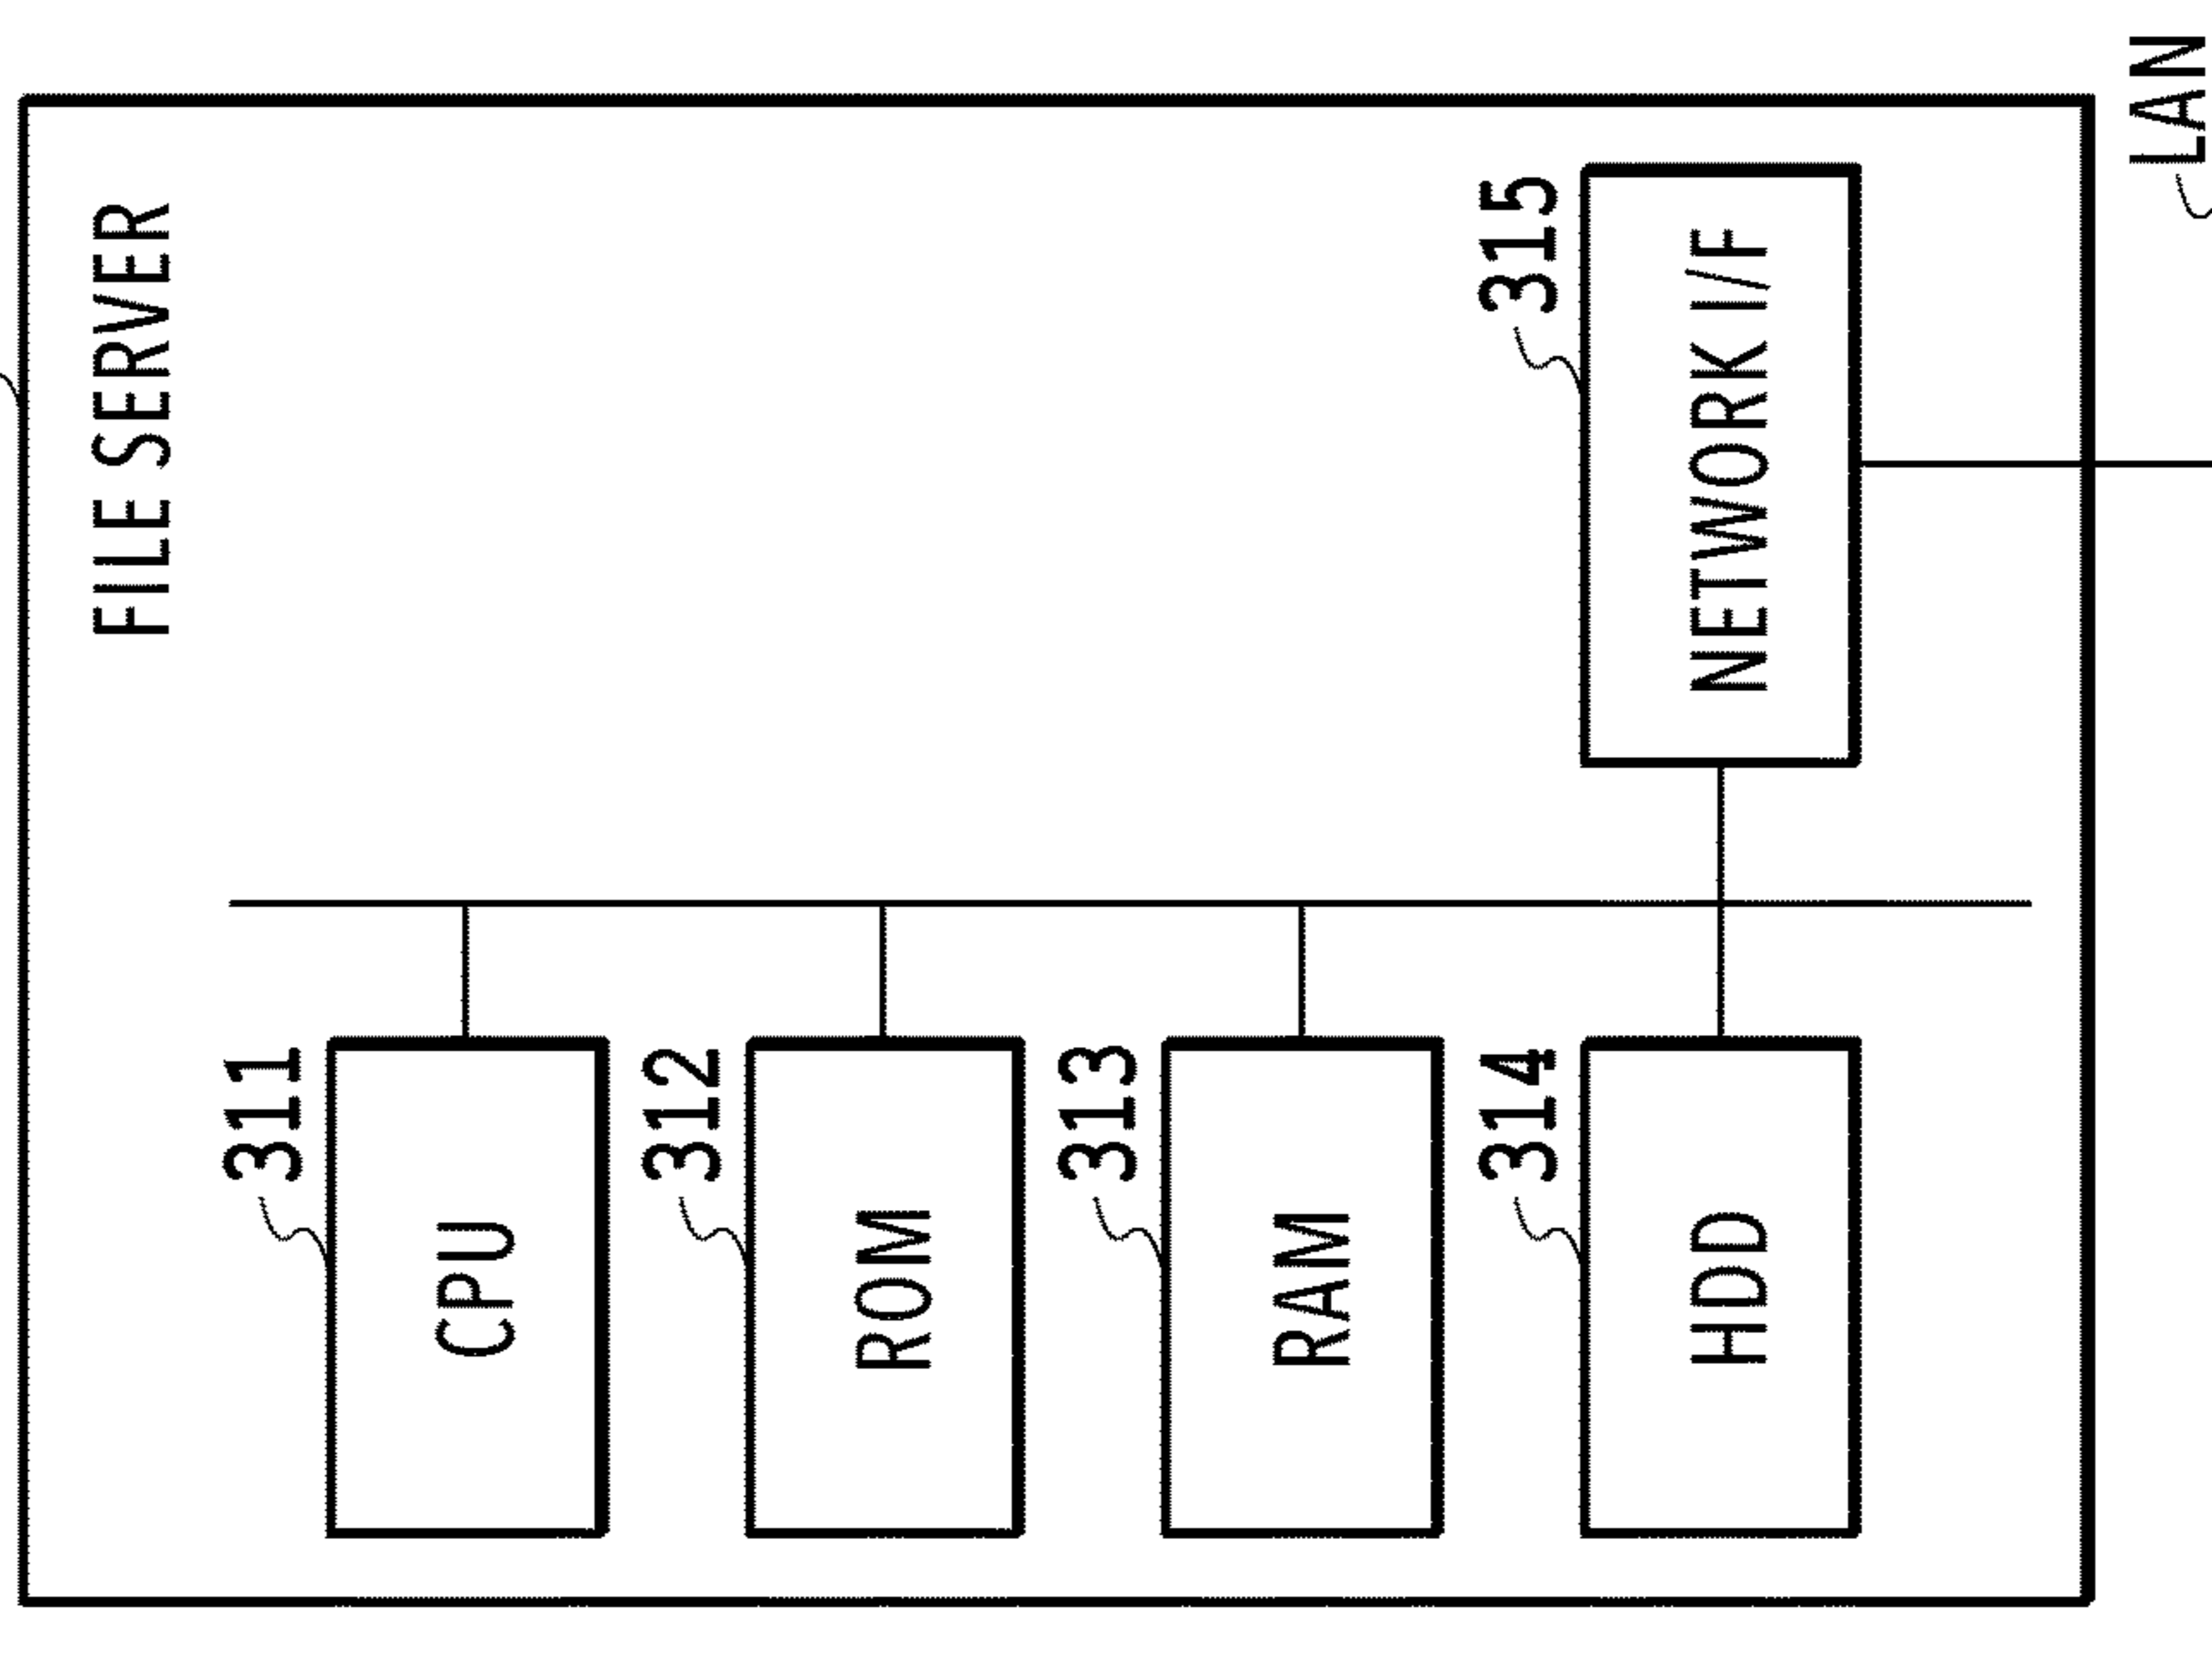 FILE SERVER
311
CPU
312
ROM
313
RAM
314
HDD
315
NETWORK I/F
LAN